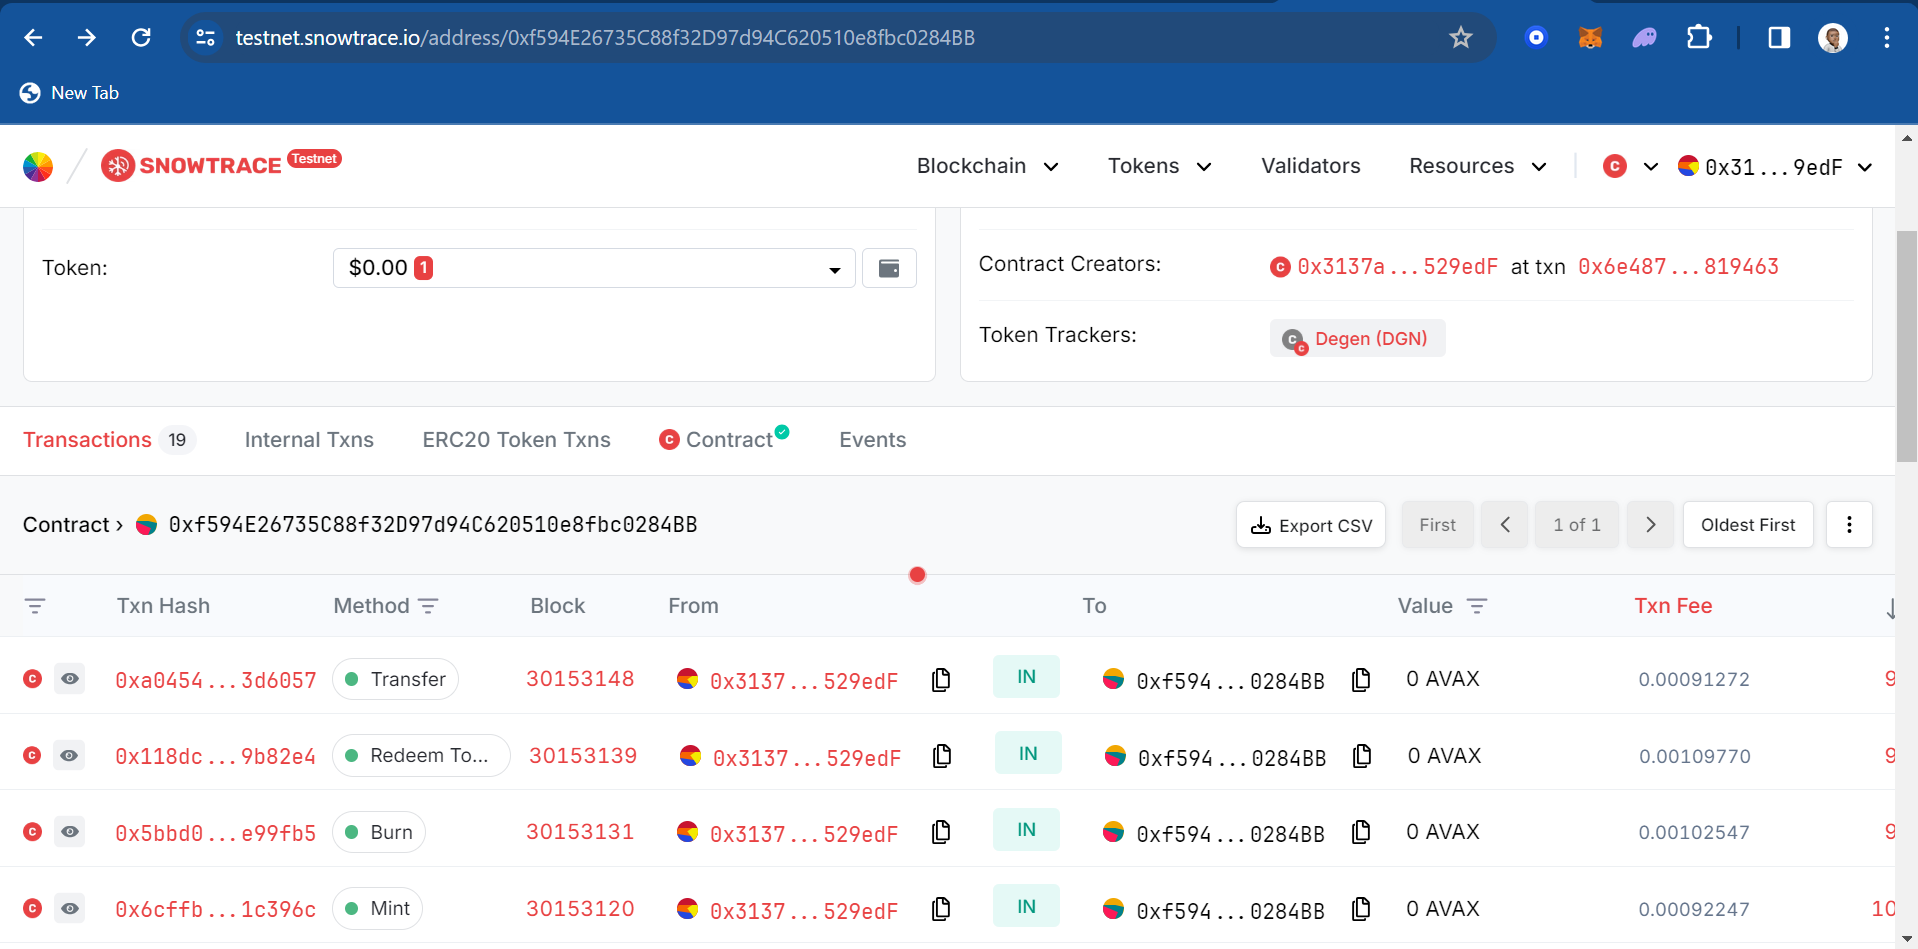 testnet.snowtrace.io/address/0xf594E26735C88f32D97d94C620510e8fbc0284BB
New Tab
SNOWTRACE Testnet Blockchain Tokens Validators Resources 0x31...9edF
Token: $0.00 1
Contract Creators: 0x3137a...529edF at txn 0x6e487...819463
Token Trackers: Degen (DGN)
Transactions 19 Internal Txns ERC20 Token Txns Contract Events
Contract › 0xf594E26735C88f32D97d94C620510e8fbc0284BB Export CSV First 1 of 1 Oldest First
Txn Hash Method Block From To Value Txn Fee
0xa0454...3d6057 Transfer 30153148 0x3137...529edF IN 0xf594...0284BB 0 AVAX 0.00091272 9
0x118dc...9b82e4 Redeem To... 30153139 0x3137...529edF IN 0xf594...0284BB 0 AVAX 0.00109770 9
0x5bbd0...e99fb5 Burn 30153131 0x3137...529edF IN 0xf594...0284BB 0 AVAX 0.00102547 9
0x6cffb...1c396c Mint 30153120 0x3137...529edF IN 0xf594...0284BB 0 AVAX 0.00092247 10